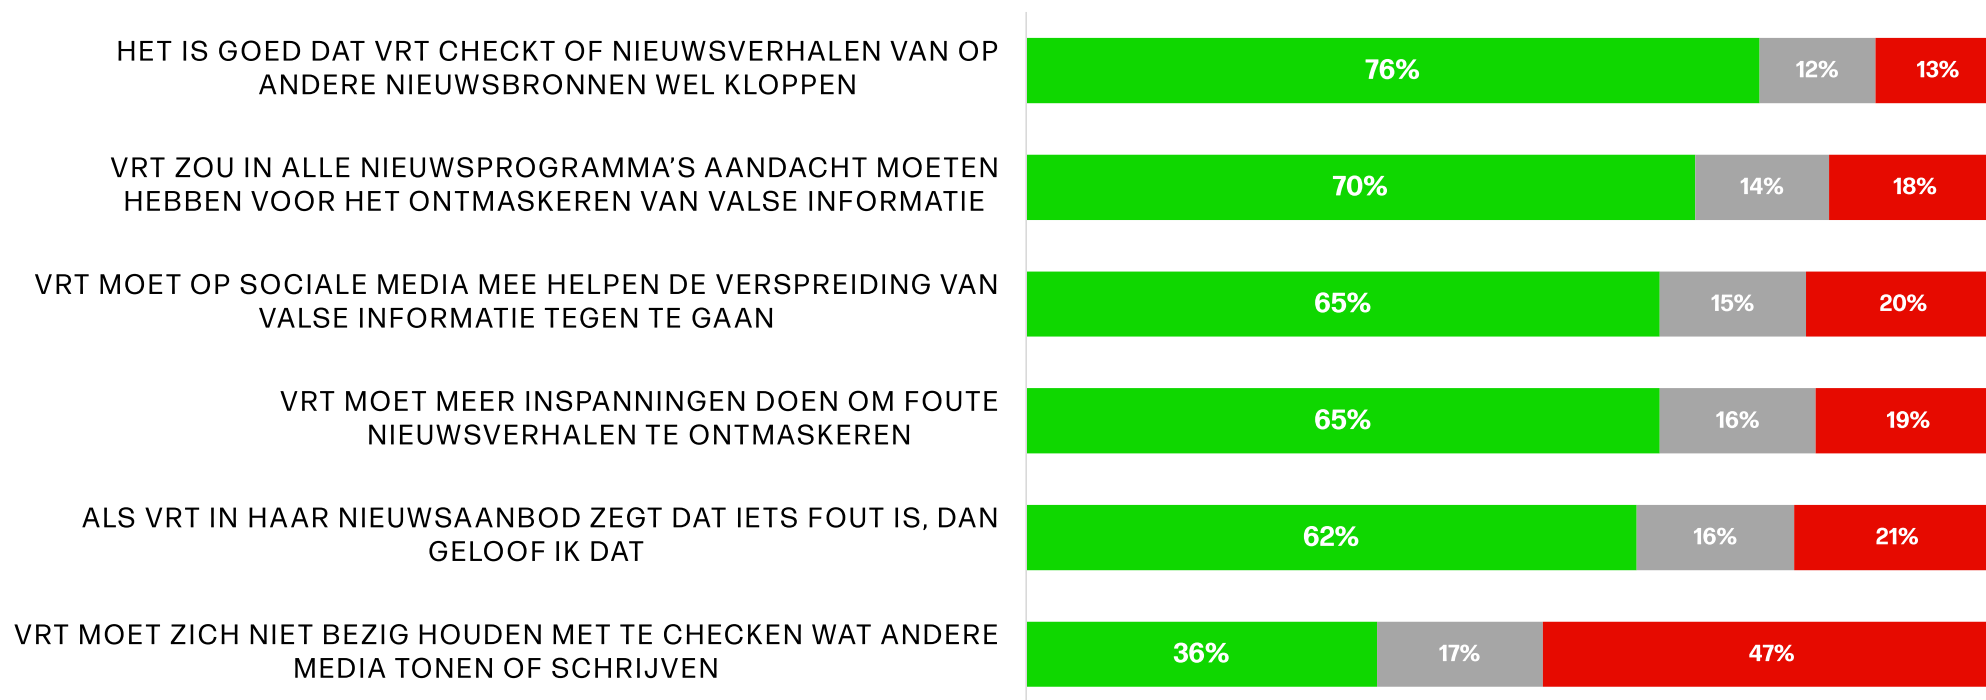 HET IS GOED DAT VRT CHECKT OF NIEUWSVERHALEN VAN OP
ANDERE NIEUWSBRONNEN WEL KLOPPEN
76% 12% 13%
VRT ZOU IN ALLE NIEUWSPROGRAMMA’S AANDACHT MOETEN
HEBBEN VOOR HET ONTMASKEREN VAN VALSE INFORMATIE
70% 14% 18%
VRT MOET OP SOCIALE MEDIA MEE HELPEN DE VERSPREIDING VAN
VALSE INFORMATIE TEGEN TE GAAN
65% 15% 20%
VRT MOET MEER INSPANNINGEN DOEN OM FOUTE
NIEUWSVERHALEN TE ONTMASKEREN
65% 16% 19%
ALS VRT IN HAAR NIEUWSAANBOD ZEGT DAT IETS FOUT IS, DAN
GELOOF IK DAT
62% 16% 21%
VRT MOET ZICH NIET BEZIG HOUDEN MET TE CHECKEN WAT ANDERE
MEDIA TONEN OF SCHRIJVEN
36% 17% 47%